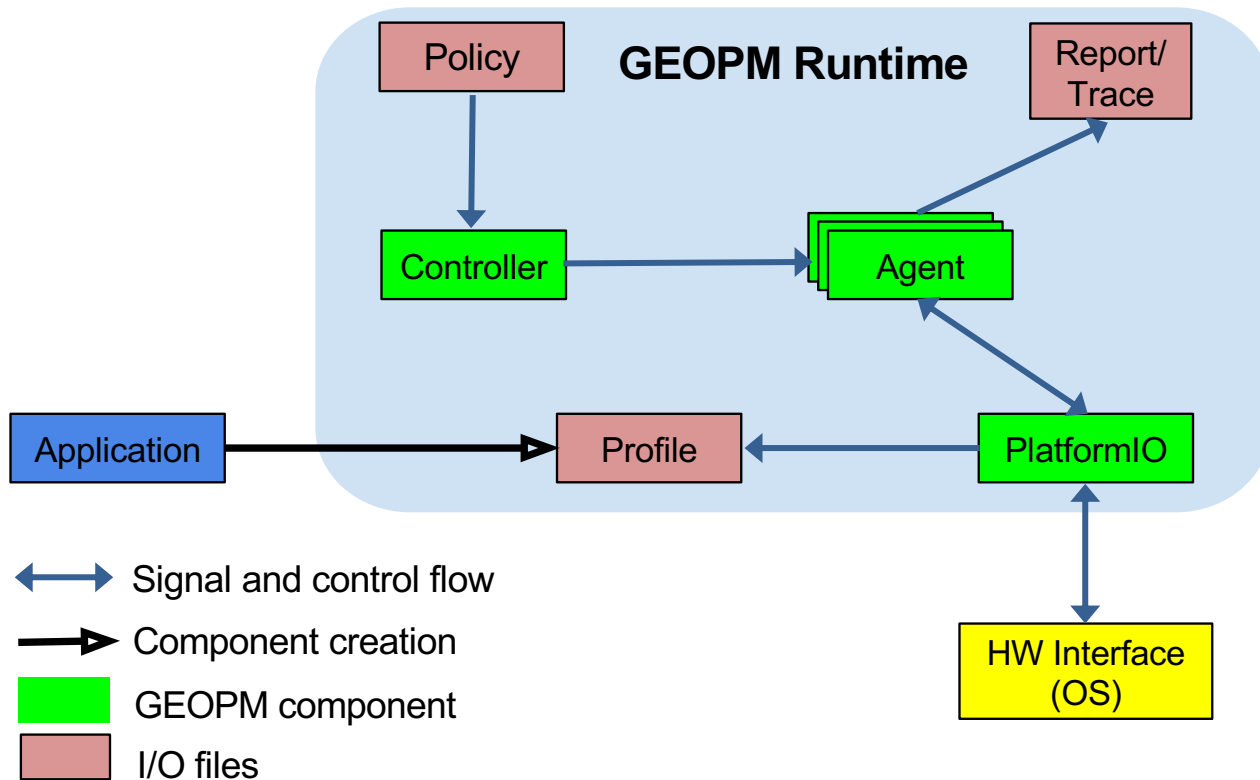 Policy
GEOPM Runtime
Report/
Trace
Controller
Agent
Application
Profile
PlatformIO
Signal and control flow
Component creation
HW Interface
(OS)
GEOPM component
I/O files